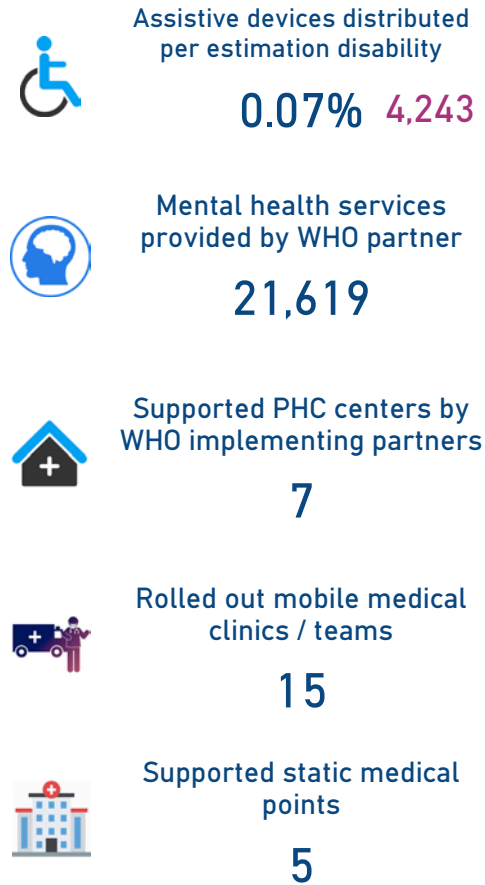 Assistive devices distributed
per estimation disability
0.07% 4,243
Mental health services
provided by WHO partner
21,619
Supported PHC centers by
WHO implementing partners
7
Rolled out mobile medical
clinics / teams
15
Supported static medical
points
5